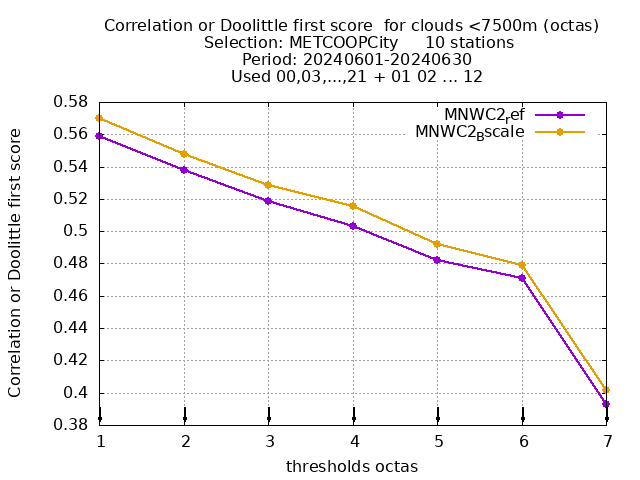 Correlation or Doolittle first score  for clouds <7500m (octas)
Selection: METCOOPCity     10 stations
Period: 20240601-20240630
Used 00,03,...,21 + 01 02 ... 12
MNWC2ref
MNWC2Bscale
Correlation or Doolittle first score
0.58
0.56
0.54
0.52
0.5
0.48
0.46
0.44
0.42
0.4
0.38
1 2 3 4 5 6 7
thresholds octas